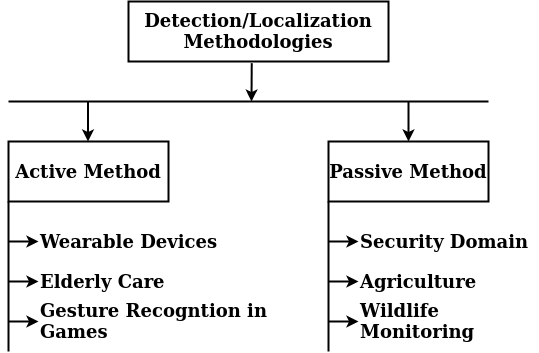 Detection/Localization
Methodologies
Active Method
Passive Method
Wearable Devices
Elderly Care
Gesture Recogntion in
Games
Security Domain
Agriculture
Wildlife
Monitoring